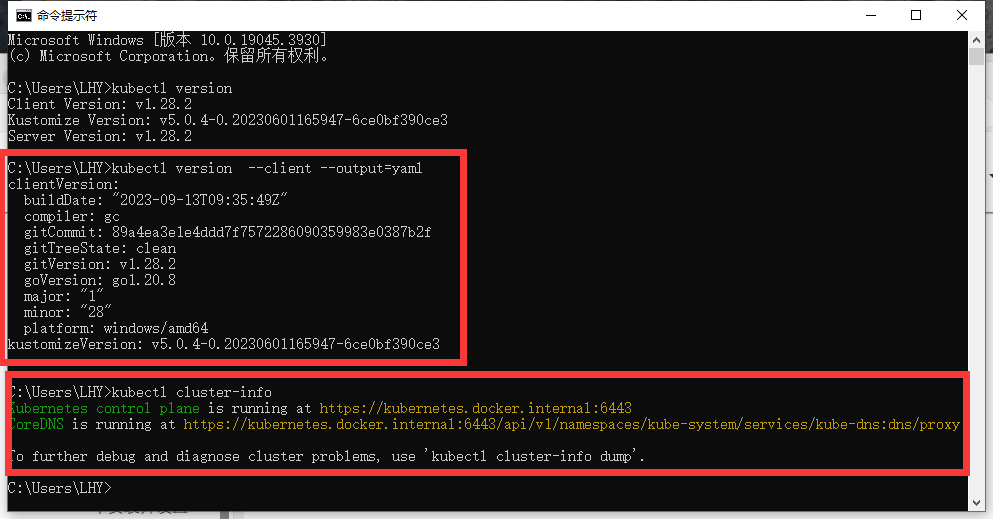 命令提示符
Microsoft Windows [版本 10.0.19045.3930]
(c) Microsoft Corporation。保留所有权利。
C:\Users\LHY>kubectl version
Client Version: v1.28.2
Kustomize Version: v5.0.4-0.20230601165947-6ce0bf390ce3
Server Version: v1.28.2
C:\Users\LHY>kubectl version  --client --output=yaml
clientVersion:
  buildDate: "2023-09-13T09:35:49Z"
  compiler: gc
  gitCommit: 89a4ea3e1e4ddd7f7572286090359983e0387b2f
  gitTreeState: clean
  gitVersion: v1.28.2
  goVersion: go1.20.8
  major: "1"
  minor: "28"
  platform: windows/amd64
kustomizeVersion: v5.0.4-0.20230601165947-6ce0bf390ce3
C:\Users\LHY>kubectl cluster-info
Kubernetes control plane is running at https://kubernetes.docker.internal:6443
CoreDNS is running at https://kubernetes.docker.internal:6443/api/v1/namespaces/kube-system/services/kube-dns:dns/proxy
To further debug and diagnose cluster problems, use 'kubectl cluster-info dump'.
C:\Users\LHY>